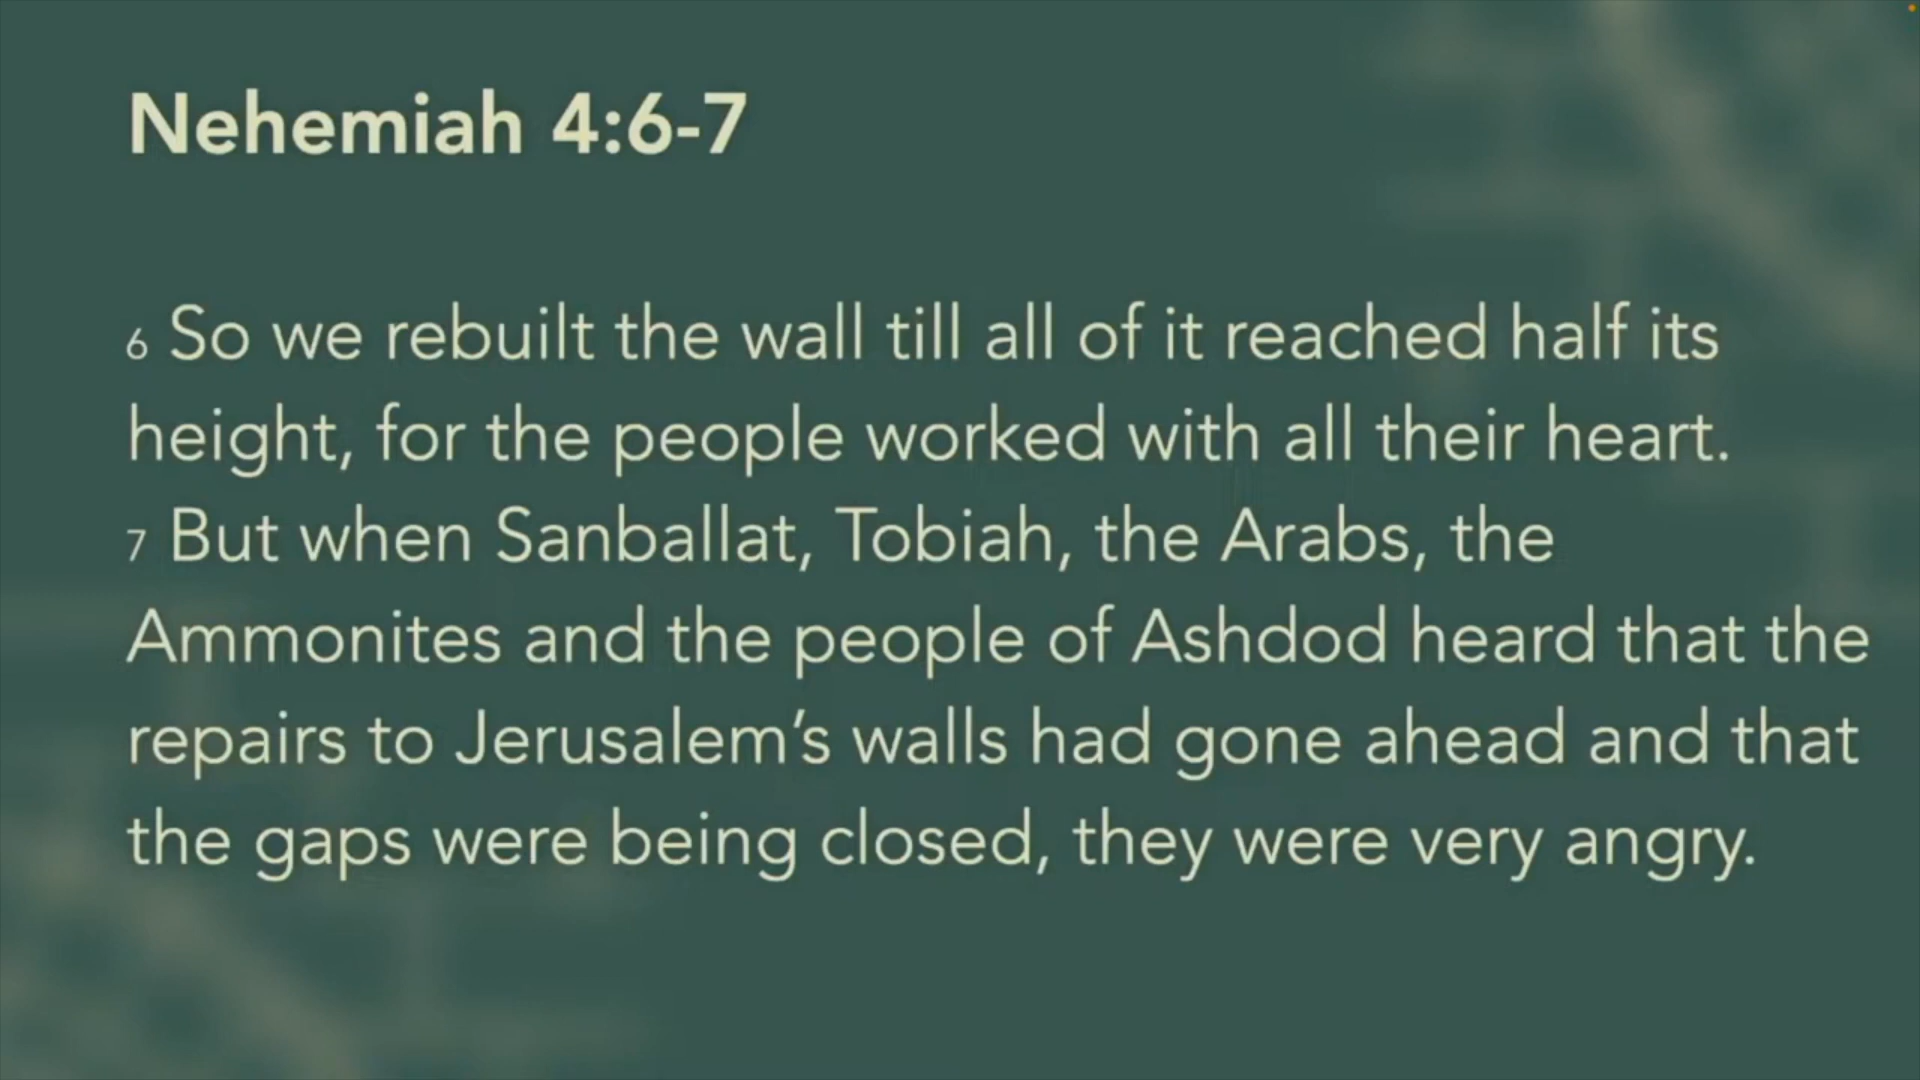 Nehemiah 4:6-7
6 So we rebuilt the wall till all of it reached half its
height, for the people worked with all their heart.
7 But when Sanballat, Tobiah, the Arabs, the
Ammonites and the people of Ashdod heard that the
repairs to Jerusalem’s walls had gone ahead and that
the gaps were being closed, they were very angry.